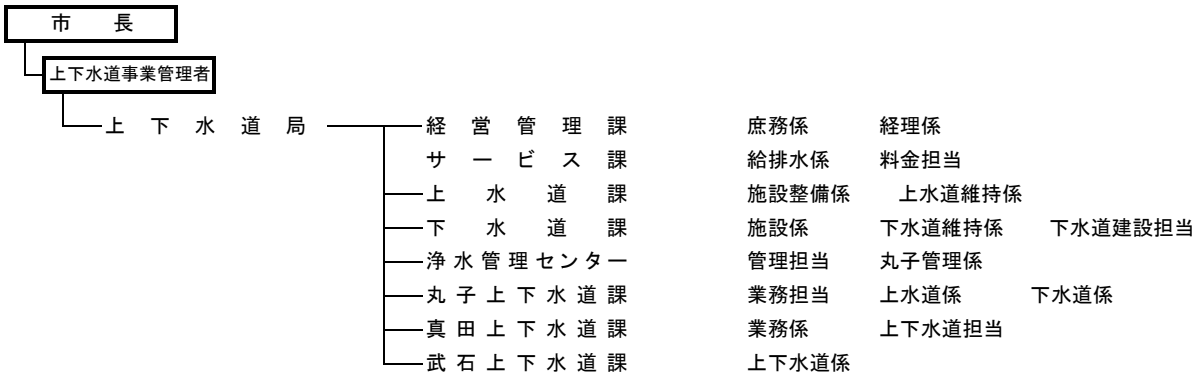 市長
上下水道事業管理者
上下水道局 経営管理課 庶務係 経理係
サービス課 給排水係 料金担当
上水道課 施設整備係 上水道維持係
下水道課 施設係 下水道維持係 下水道建設担当
浄水管理センター 管理担当 丸子管理係
丸子上下水道課 業務担当 上水道係 下水道係
真田上下水道課 業務係 上下水道担当
武石上下水道課 上下水道係